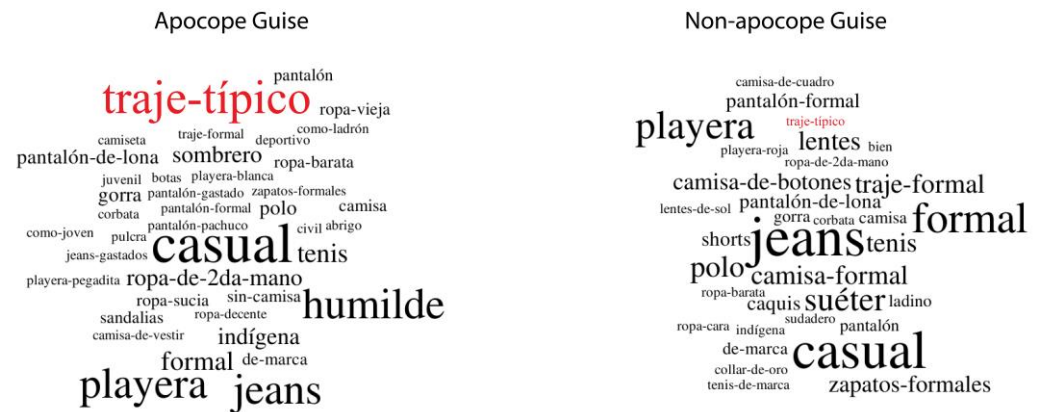 Apocope Guise
pantalón
traje-típico
ropa-vieja
como-ladrón
traje-formal
camiseta
deportivo
pantalón-de-lona
sombrero
ropa-barata
juvenil
botas
playera-blanca
gorra
pantalón-gastado
zapatos-formales
corbata
pantalón-formal
polo
camisa
como-joven
pulcra
pantalón-pachuco
civil
abrigo
jeans-gastados
casual
tenis
playera-pegadita
ropa-de-2da-mano
ropa-sucia
sin-camisa
humilde
sandalias
ropa-decente
camisa-de-vestir
indígena
formal
de-marca
playera
jeans
Non-apocope Guise
camisa-de-cuadro
pantalón-formal
playera
traje-típico
lentes
bien
playera-roja
ropa-de-2da-mano
camisa-de-botones
traje-formal
lentes-de-sol
pantalón-de-lona
gorra
corbata
camisa
formal
shorts
jeans
tenis
polo
camisa-formal
ropa-barata
caquis
suéter
ladino
ropa-cara
indígena
sudadero
pantalón
de-marca
casual
collar-de-oro
tenis-de-marca
zapatos-formales